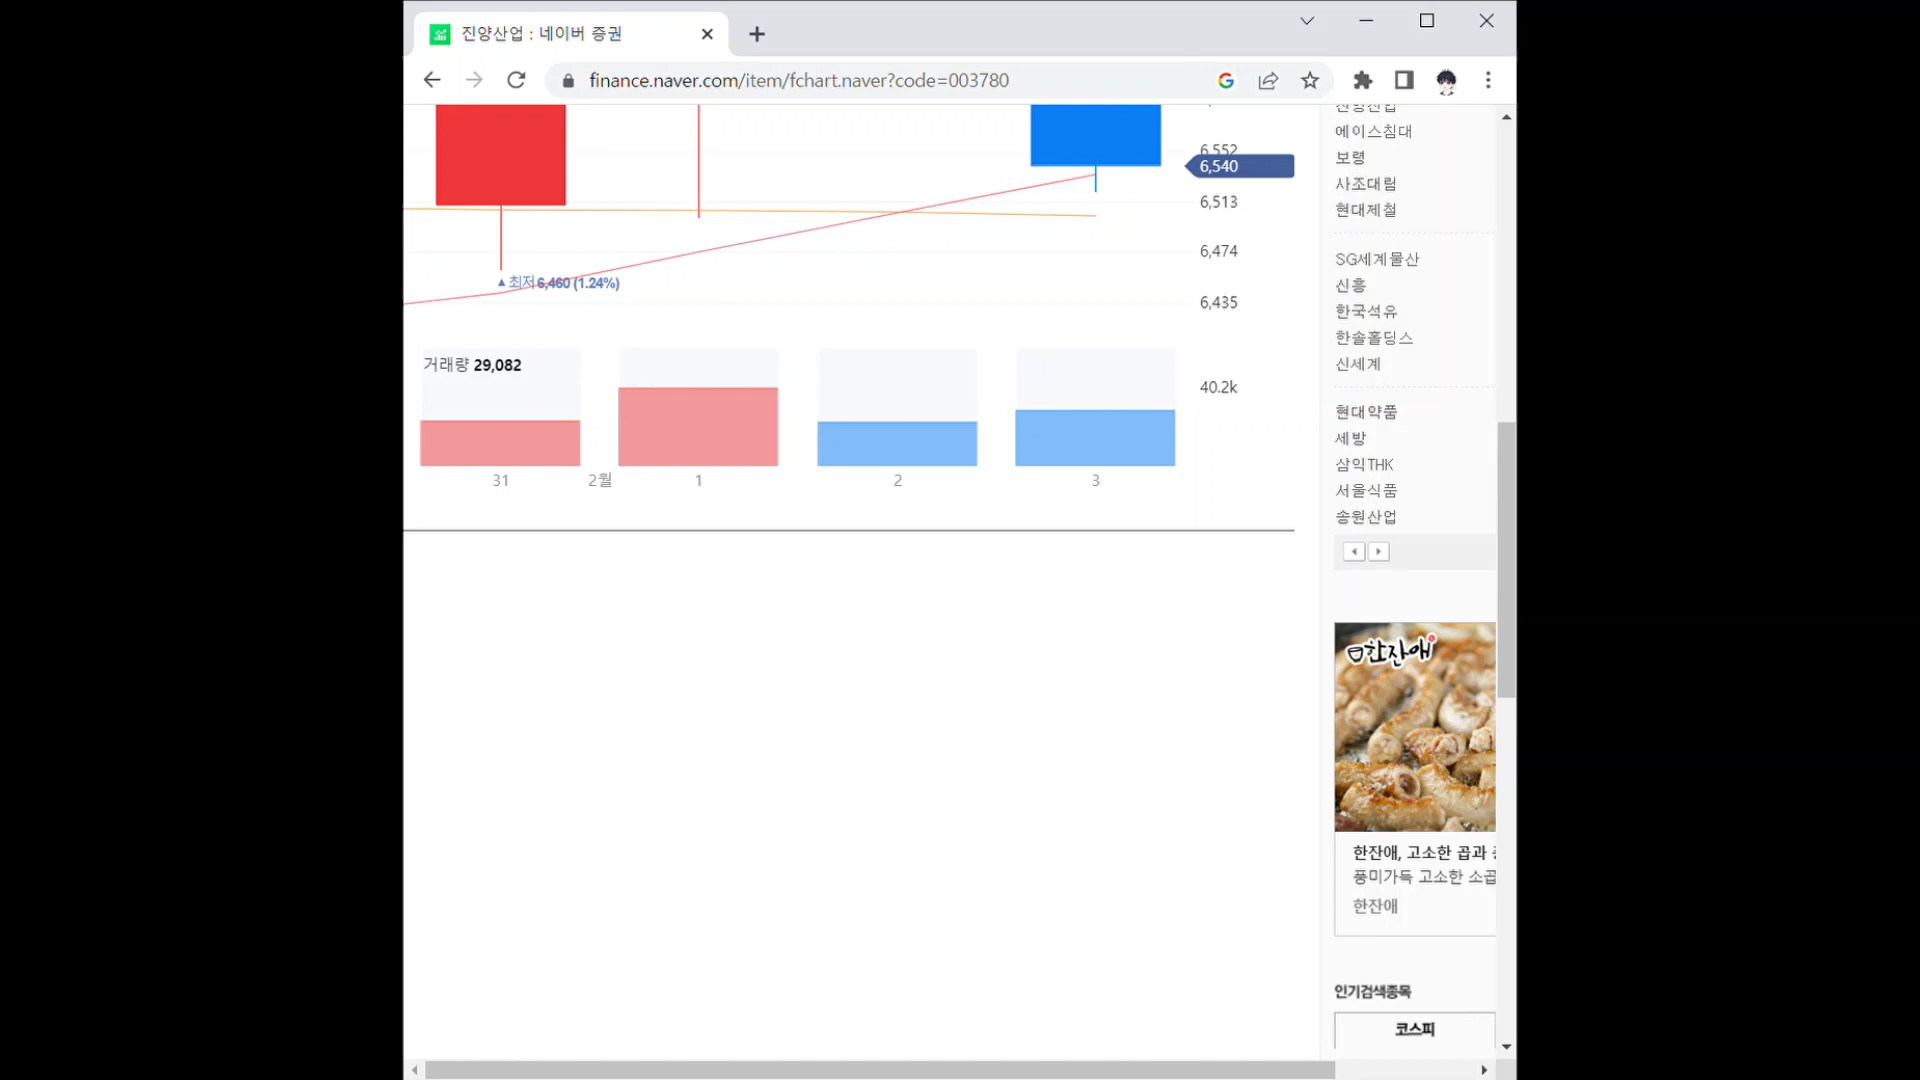 진양산업 : 네이버 증권
finance.naver.com/item/fchart.naver?code=003780
6,552
6,540
6,513
6,474
▲최저 6,460 (1.24%)
6,435
거래량 29,082
40.2k
31
2월
1
2
3
진양산업
에이스침대
보령
사조대림
현대제철
SG세계물산
신흥
한국석유
한솔홀딩스
신세계
현대약품
세방
삼익THK
서울식품
송원산업
한잔애
한잔애, 고소한 곱과
풍미가득 고소한 소곱
한잔애
인기검색종목
코스피